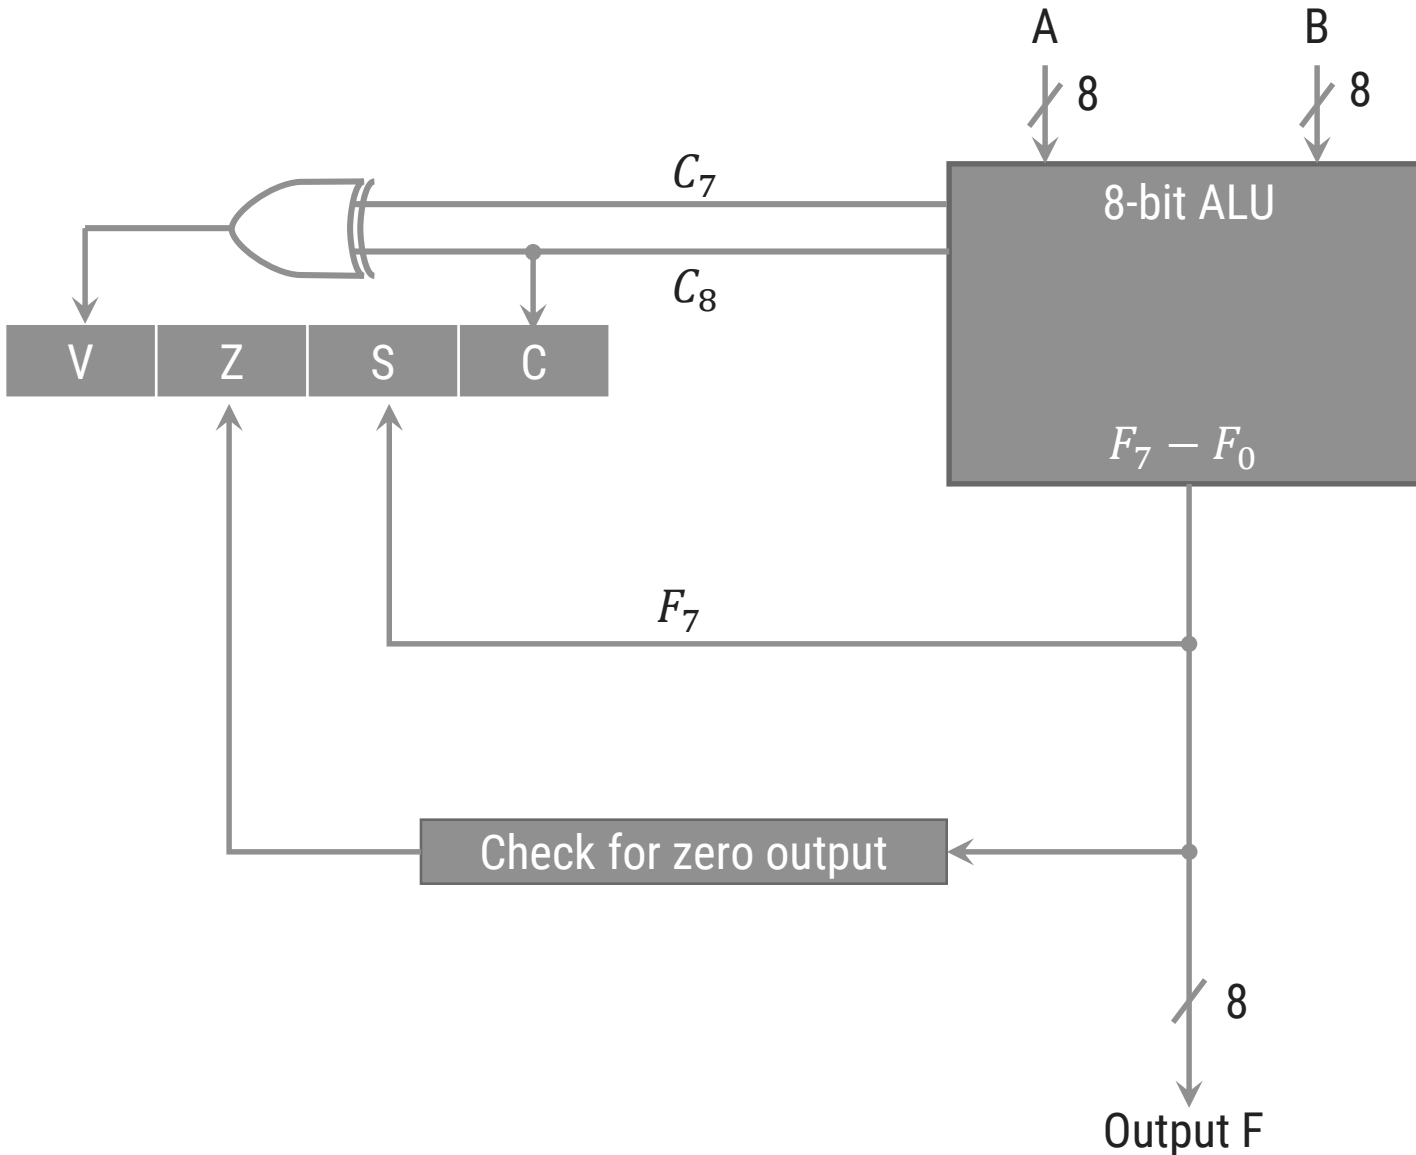 A B
8 8
C₇
8-bit ALU
C₈
V Z S C
F₇ − F₀
F₇
Check for zero output
8
Output F